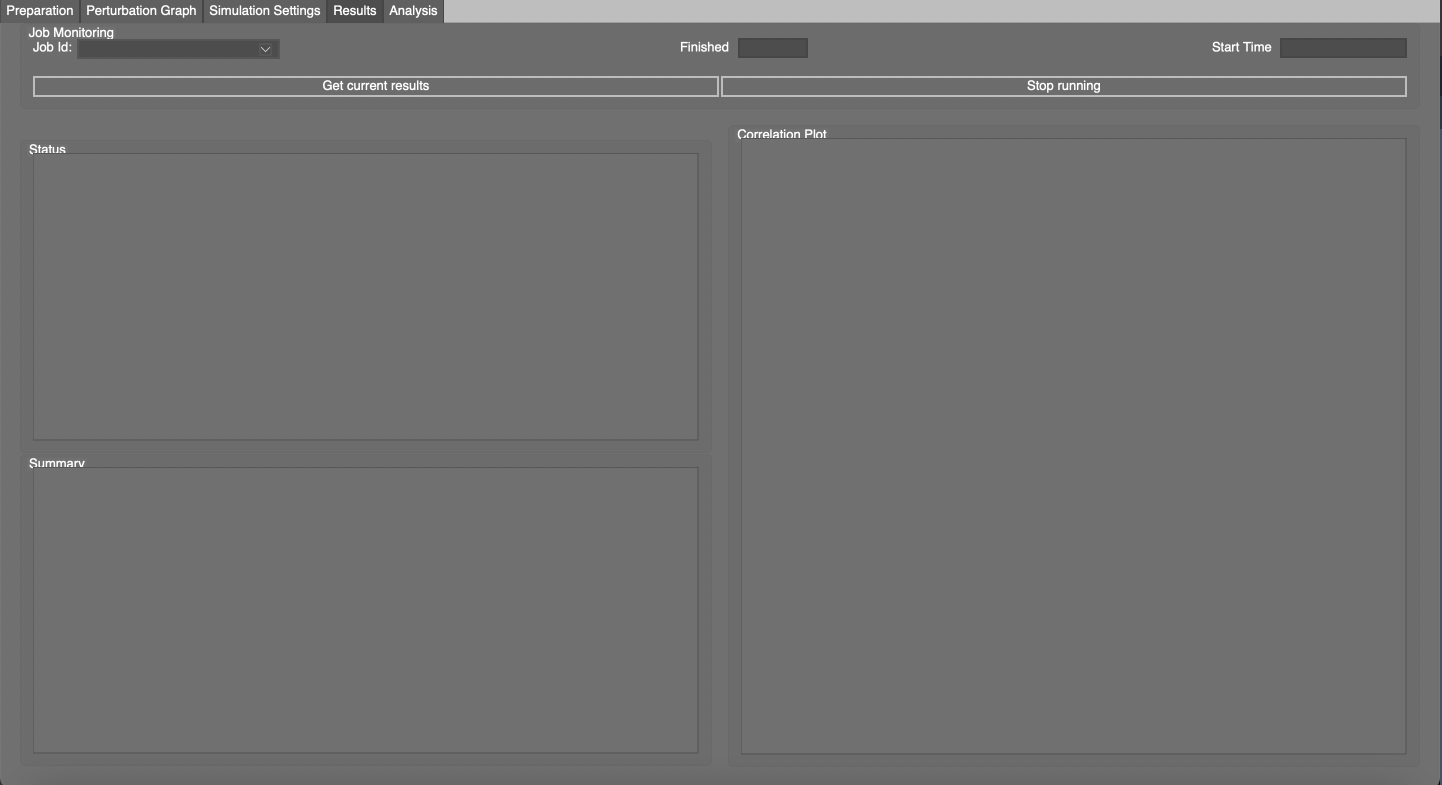 Preparation Perturbation Graph Simulation Settings Results Analysis
Job Monitoring
Job Id: Finished Start Time
Get current results Stop running
Correlation Plot
Status
Summary